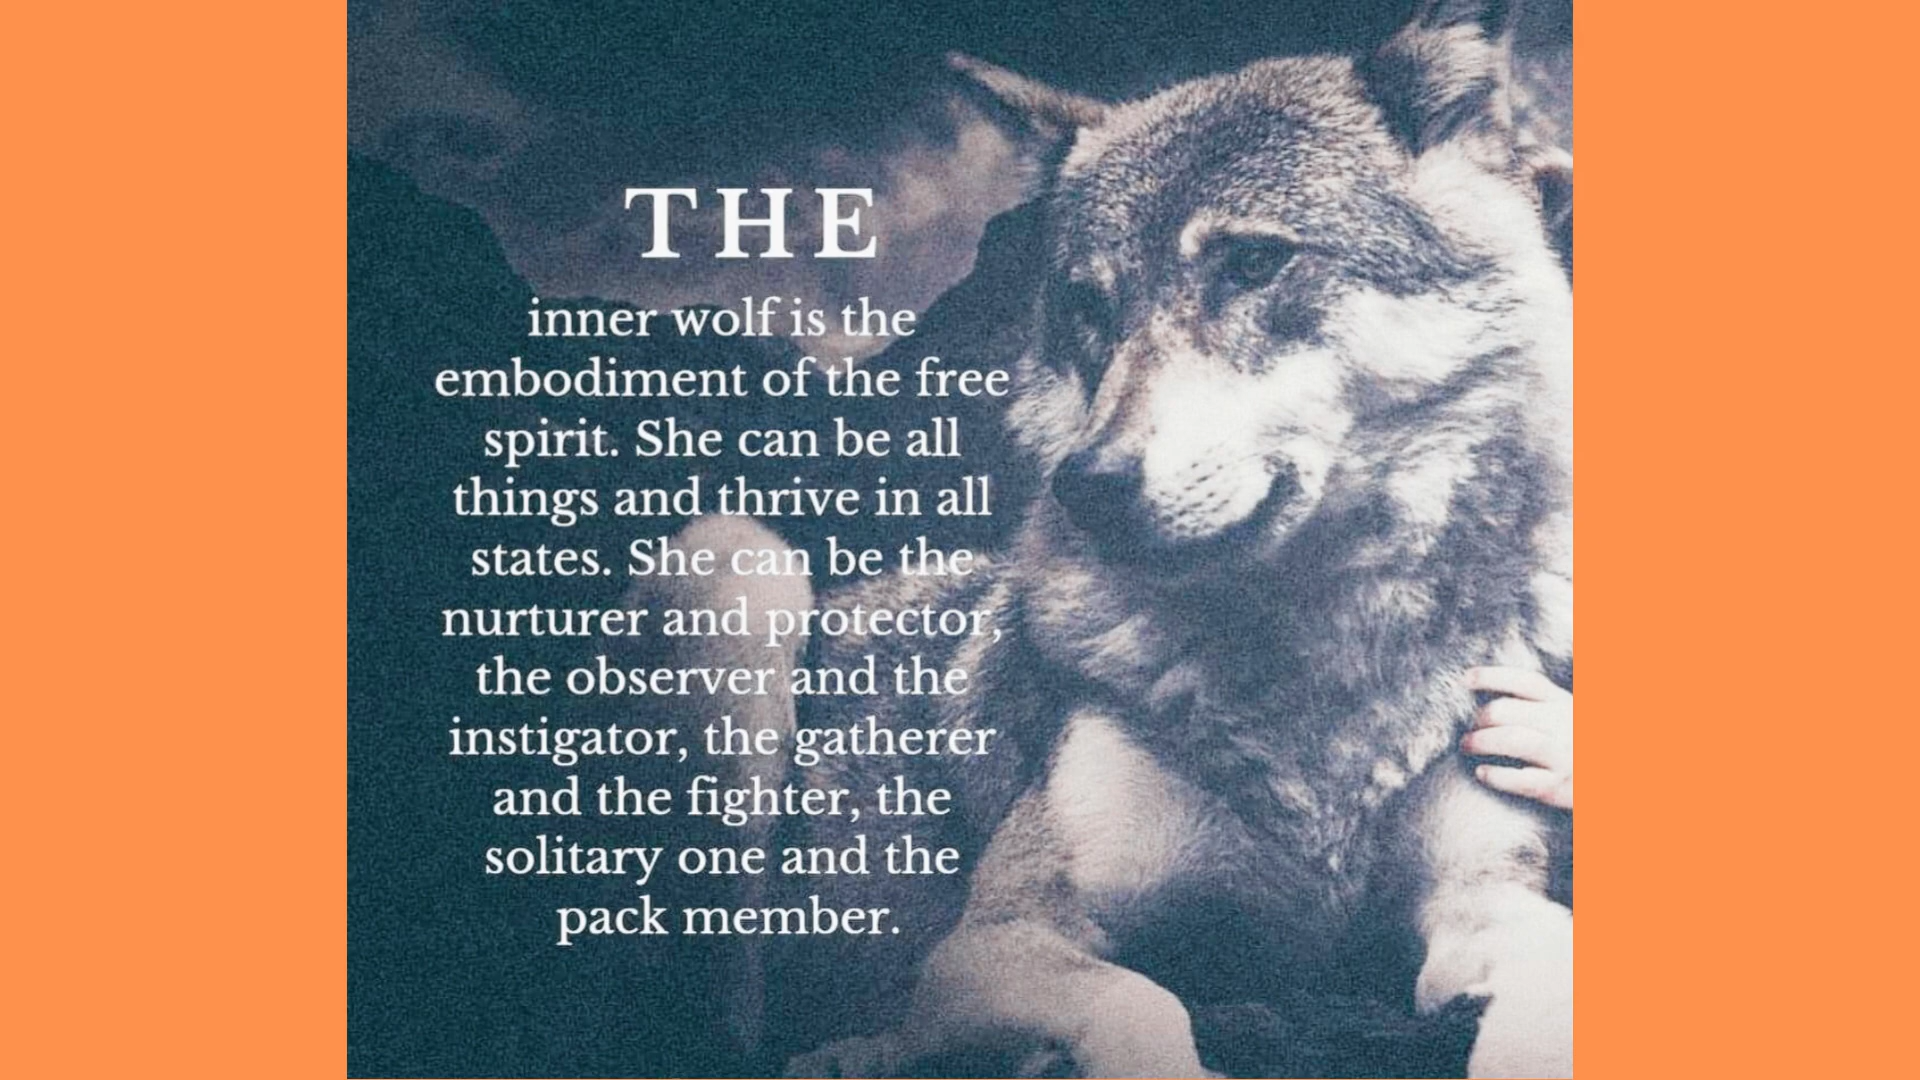 THE
inner wolf is the
embodiment of the free
spirit. She can be all
things and thrive in all
states. She can be the
nurturer and protector,
the observer and the
instigator, the gatherer
and the fighter, the
solitary one and the
pack member.